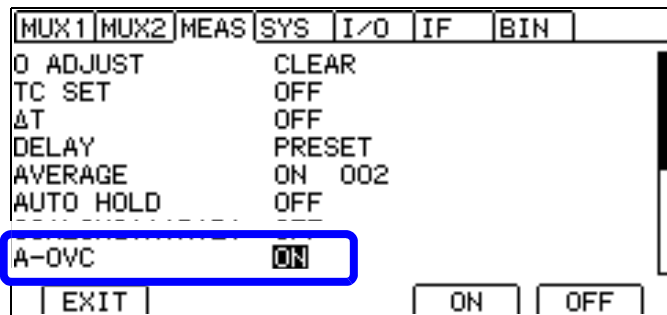 MUX1 MUX2 MEAS SYS I/O IF BIN
0 ADJUST CLEAR
TC SET OFF
ΔT OFF
DELAY PRESET
AVERAGE ON 002
AUTO HOLD OFF
A-OVC ON
EXIT ON OFF